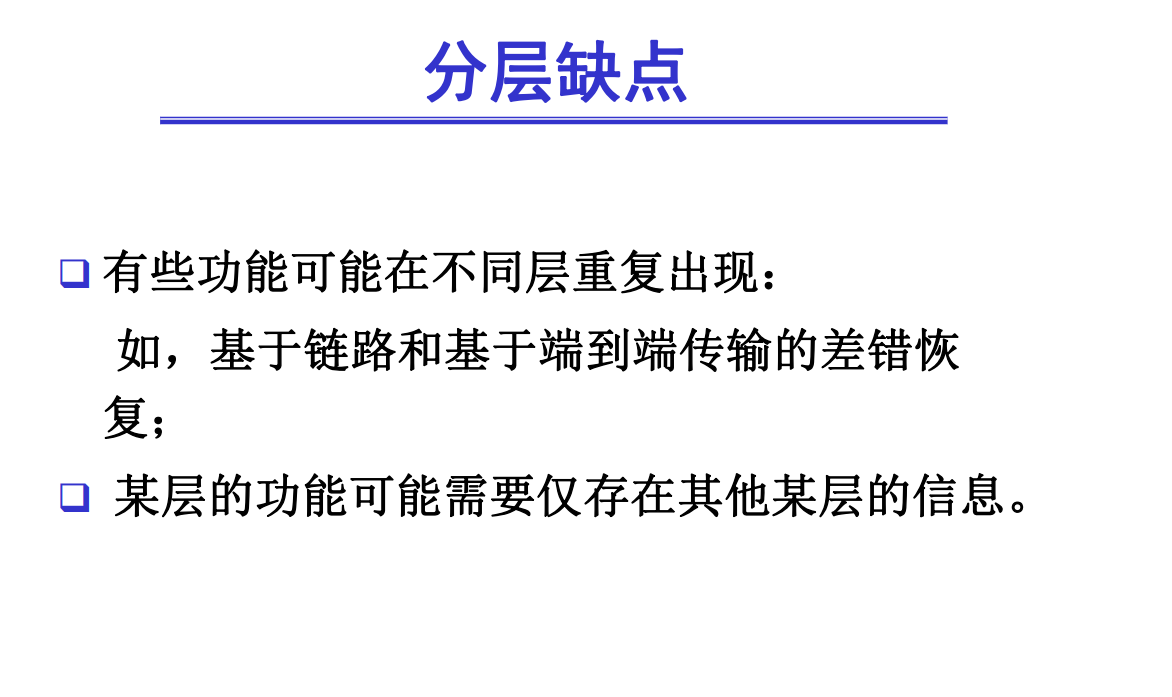 分层缺点
有些功能可能在不同层重复出现：
如，基于链路和基于端到端传输的差错恢
复；
某层的功能可能需要仅存在其他某层的信息。